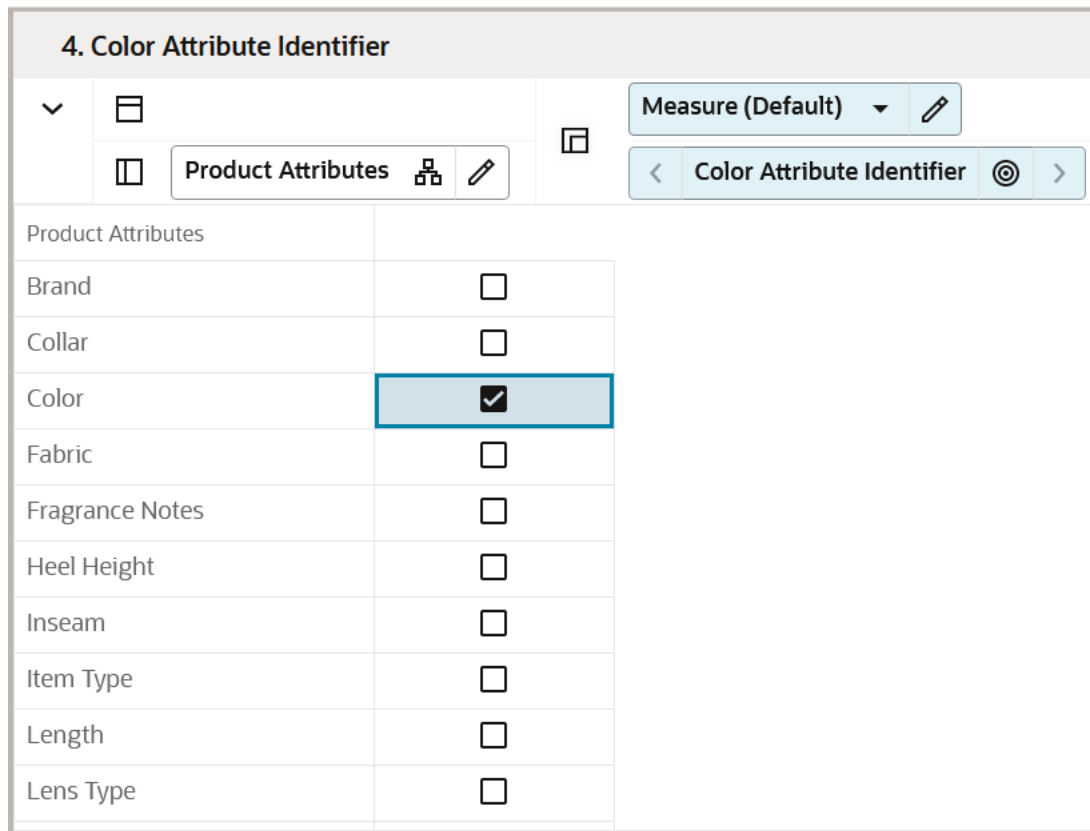 4. Color Attribute Identifier
Measure (Default)
Product Attributes
Color Attribute Identifier
Product Attributes
Brand
Collar
Color
Fabric
Fragrance Notes
Heel Height
Inseam
Item Type
Length
Lens Type